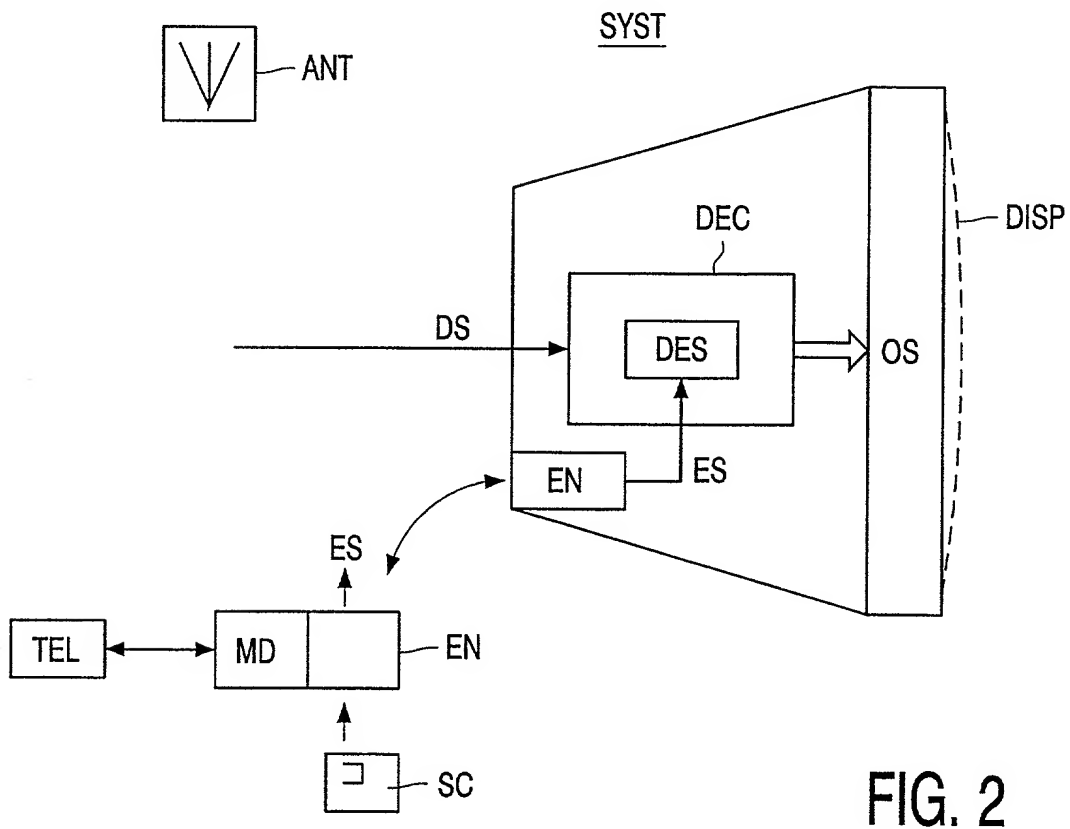 SYST
ANT
DISP
DEC
DS
DES
OS
EN
ES
ES
TEL
MD
EN
SC
FIG. 2